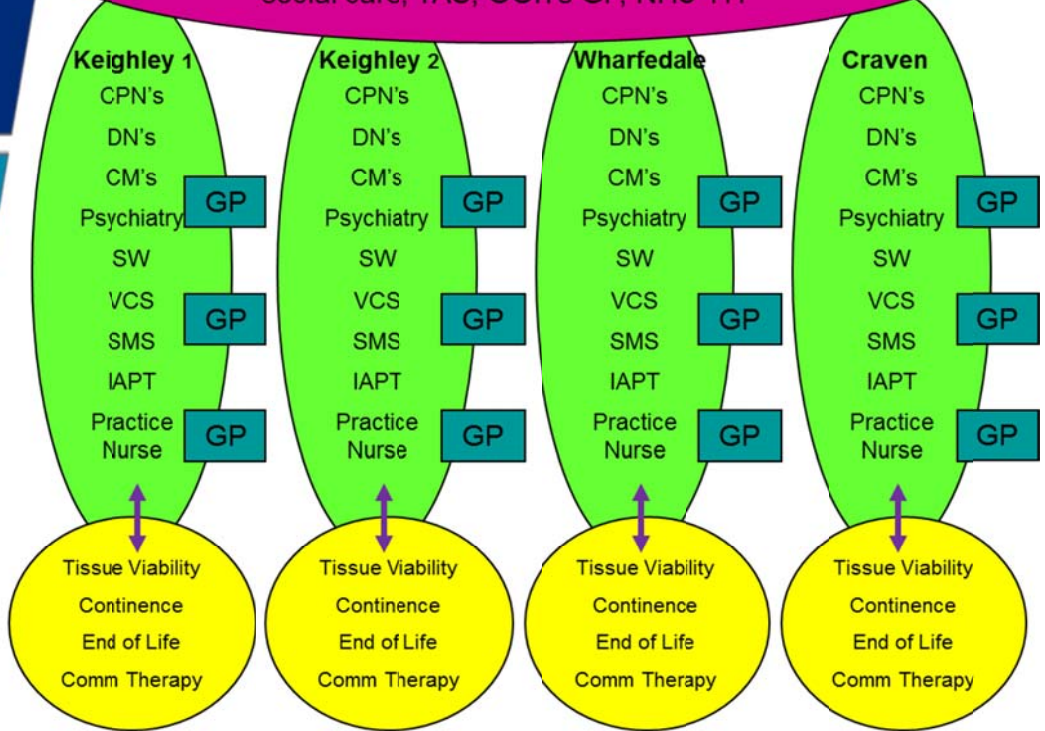 Keighley 1
CPN's
DN's
CM's
Psychiatry
SW
VCS
SMS
IAPT
Practice
Nurse
GP
GP
GP
Tissue Viability
Continence
End of Life
Comm Therapy
Keighley 2
CPN's
DN's
CM's
Psychiatry
SW
VCS
SMS
IAPT
Practice
Nurse
GP
GP
GP
Tissue Viability
Continence
End of Life
Comm Therapy
Wharfedale
CPN's
DN's
CM's
Psychiatry
SW
VCS
SMS
IAPT
Practice
Nurse
GP
GP
GP
Tissue Viability
Continence
End of Life
Comm Therapy
Craven
CPN's
DN's
CM's
Psychiatry
SW
VCS
SMS
IAPT
Practice
Nurse
GP
GP
GP
Tissue Viability
Continence
End of Life
Comm Therapy